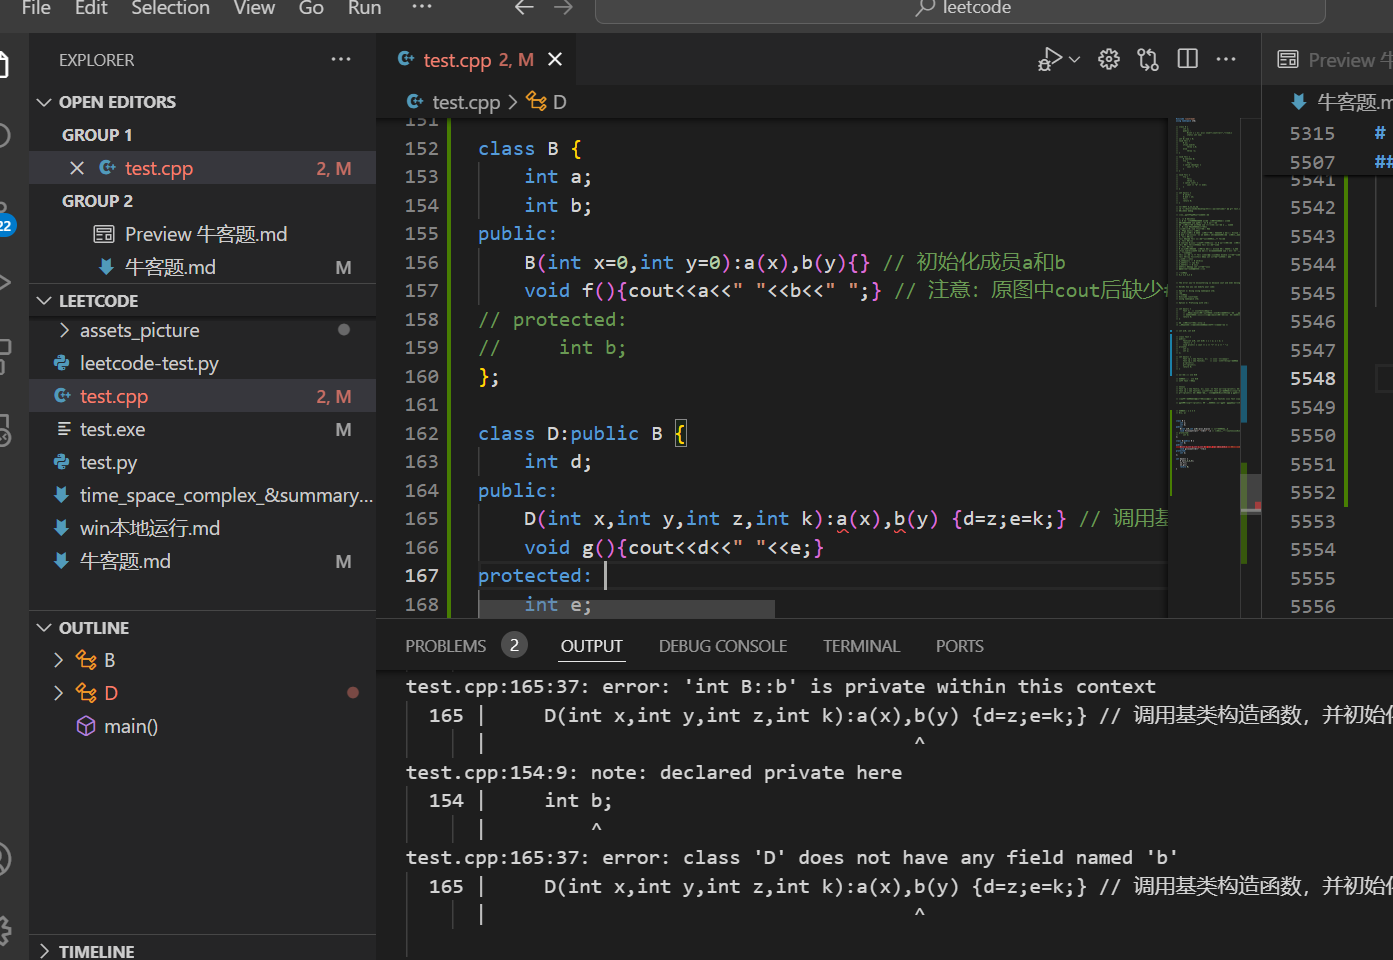 File Edit Selection View Go Run ··· ← → leetcode
EXPLORER ···
OPEN EDITORS
GROUP 1
test.cpp 2, M
GROUP 2
Preview 牛客题.md
牛客题.md M
22
LEETCODE
assets_picture
leetcode-test.py
test.cpp 2, M
test.exe M
test.py
time_space_complex_&summary...
win本地运行.md
牛客题.md M
OUTLINE
B
D
main()
TIMELINE
test.cpp 2, M
test.cpp > D
151
152 class B {
153 int a;
154 int b;
155 public:
156 B(int x=0,int y=0):a(x),b(y){} // 初始化成员a和b
157 void f(){cout<<a<<" "<<b<<" ";} // 注意：原图中cout后缺少
158 // protected:
159 // int b;
160 };
161
162 class D:public B {
163 int d;
164 public:
165 D(int x,int y,int z,int k):a(x),b(y) {d=z;e=k;} // 调用基
166 void g(){cout<<d<<" "<<e;}
167 protected:
168 int e;
Preview 牛
牛客题.m
5315 #
5507 ##
5541
5542
5543
5544
5545
5546
5547
5548
5549
5550
5551
5552
5553
5554
5555
5556
PROBLEMS 2 OUTPUT DEBUG CONSOLE TERMINAL PORTS
test.cpp:165:37: error: 'int B::b' is private within this context
165 | D(int x,int y,int z,int k):a(x),b(y) {d=z;e=k;} // 调用基类构造函数，并初始化
| ^
test.cpp:154:9: note: declared private here
154 | int b;
| ^
test.cpp:165:37: error: class 'D' does not have any field named 'b'
165 | D(int x,int y,int z,int k):a(x),b(y) {d=z;e=k;} // 调用基类构造函数，并初始化
| ^